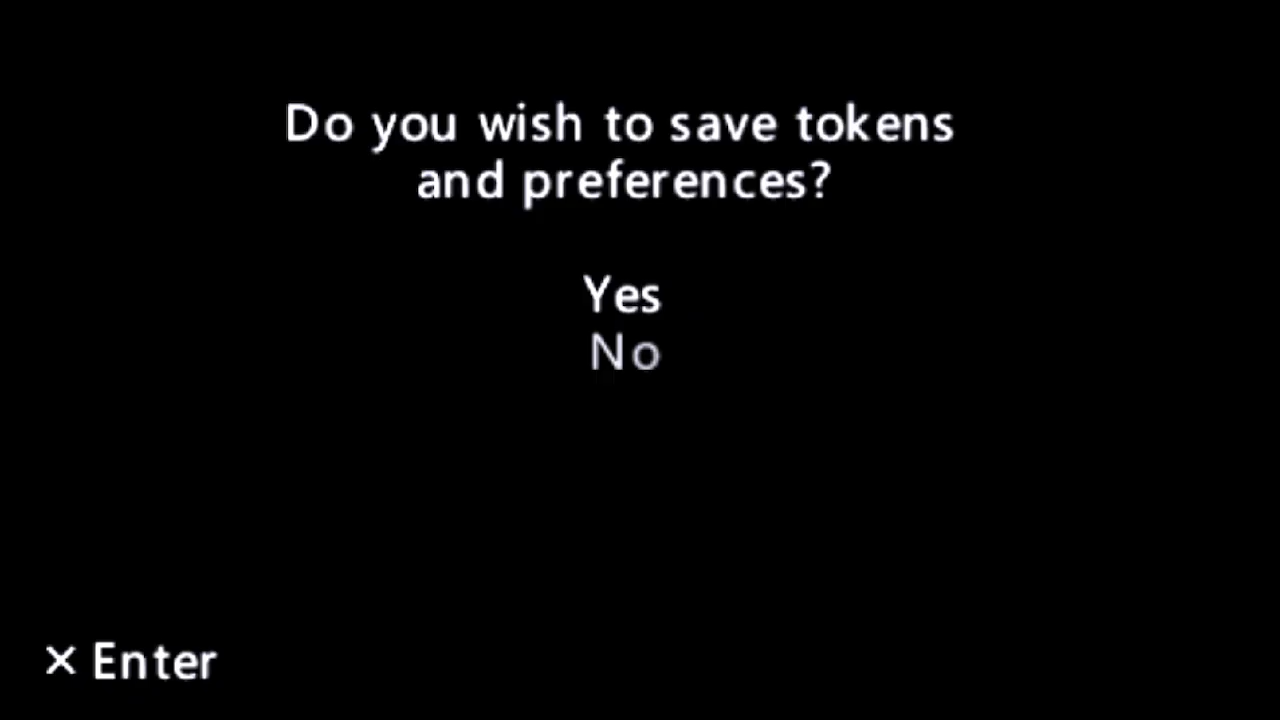 Do you wish to save tokens
and preferences?
Yes
No
× Enter